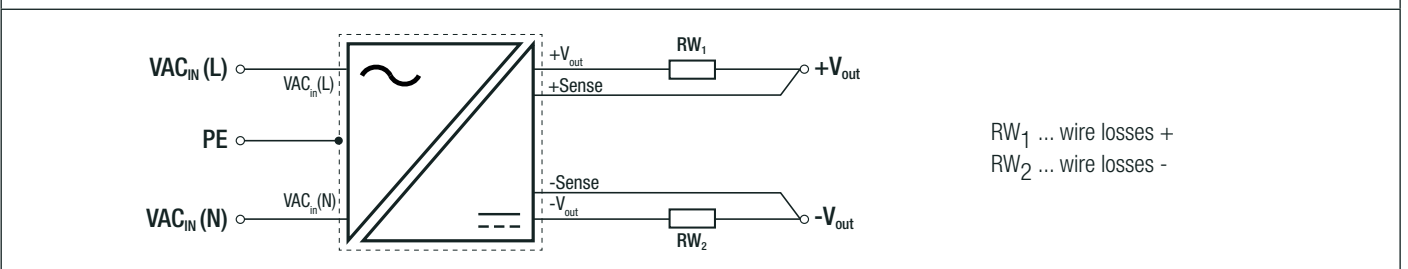 VAC_IN (L)
VAC_in(L)
+V_out
RW_1
+V_out
+Sense
PE
RW_1 ... wire losses +
RW_2 ... wire losses -
-Sense
VAC_IN (N)
VAC_in(N)
-V_out
RW_2
-V_out